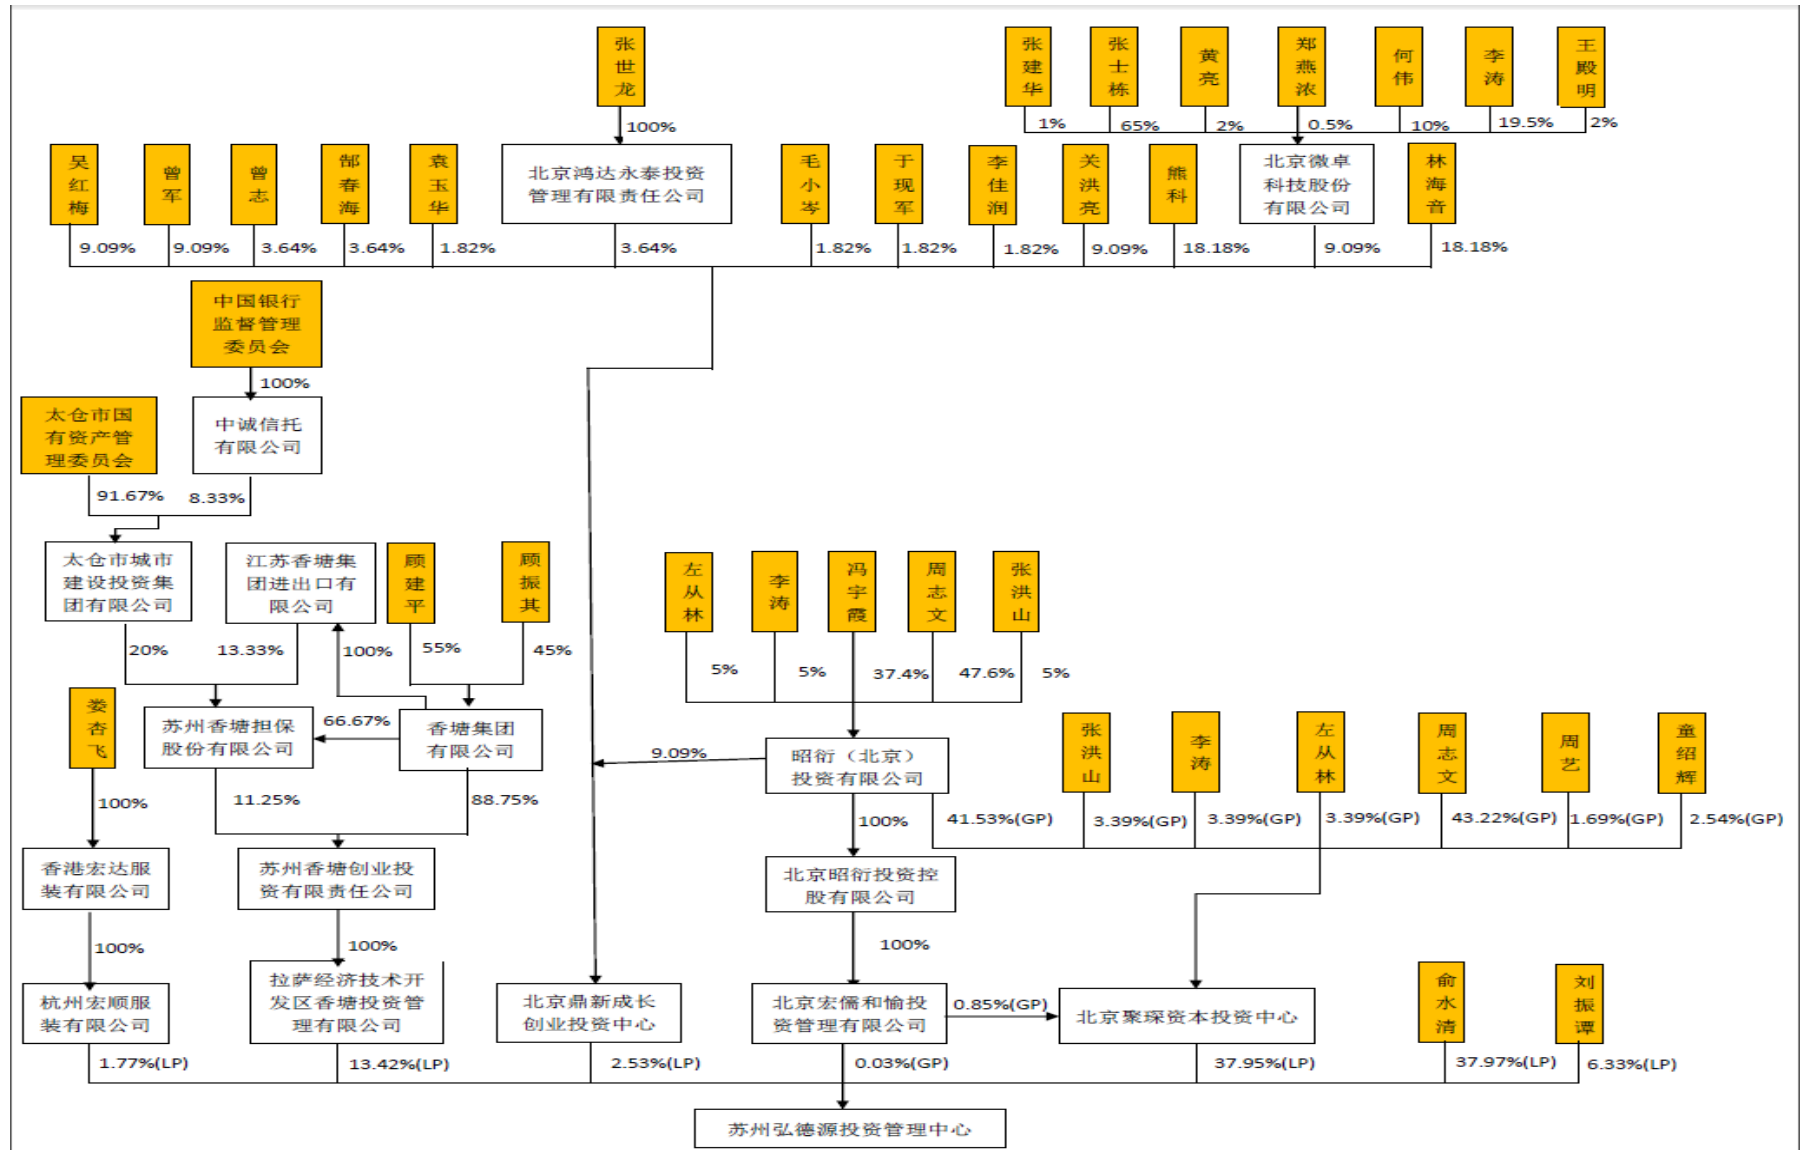 张世龙
张建华
张士栋
黄亮
郑燕浓
何伟
李涛
王殿明
100%
1%
65%
2%
0.5%
10%
19.5%
2%
吴红梅
曾军
曾志
郜春海
袁玉华
北京鸿达永泰投资
管理有限责任公司
毛小岑
于现军
李佳润
关洪亮
熊科
北京微卓
科技股份
有限公司
林海音
9.09%
9.09%
3.64%
3.64%
1.82%
3.64%
1.82%
1.82%
1.82%
9.09%
18.18%
9.09%
18.18%
中国银行
监督管理
委员会
100%
太仓市国
有资产管
理委员会
中诚信托
有限公司
91.67%
8.33%
太仓市城市
建设投资集
团有限公司
江苏香塘集
团进出口有
限公司
顾建平
顾振其
左从林
李涛
冯宇霞
周志文
张洪山
20%
13.33%
100%
55%
45%
5%
5%
37.4%
47.6%
5%
娄杏飞
苏州香塘担保
股份有限公司
66.67%
香塘集团
有限公司
9.09%
昭衍（北京）
投资有限公司
张洪山
李涛
左从林
周志文
周艺
童绍辉
100%
11.25%
88.75%
100%
41.53%(GP)
3.39%(GP)
3.39%(GP)
3.39%(GP)
43.22%(GP)
1.69%(GP)
2.54%(GP)
香港宏达服
装有限公司
苏州香塘创业投
资有限责任公司
北京昭衍投资控
股有限公司
100%
100%
100%
杭州宏顺服
装有限公司
拉萨经济技术开
发区香塘投资管
理有限公司
北京鼎新成长
创业投资中心
北京宏儒和愉投
资管理有限公司
0.85%(GP)
北京聚琛资本投资中心
俞水清
刘振谭
1.77%(LP)
13.42%(LP)
2.53%(LP)
0.03%(GP)
37.95%(LP)
37.97%(LP)
6.33%(LP)
苏州弘德源投资管理中心